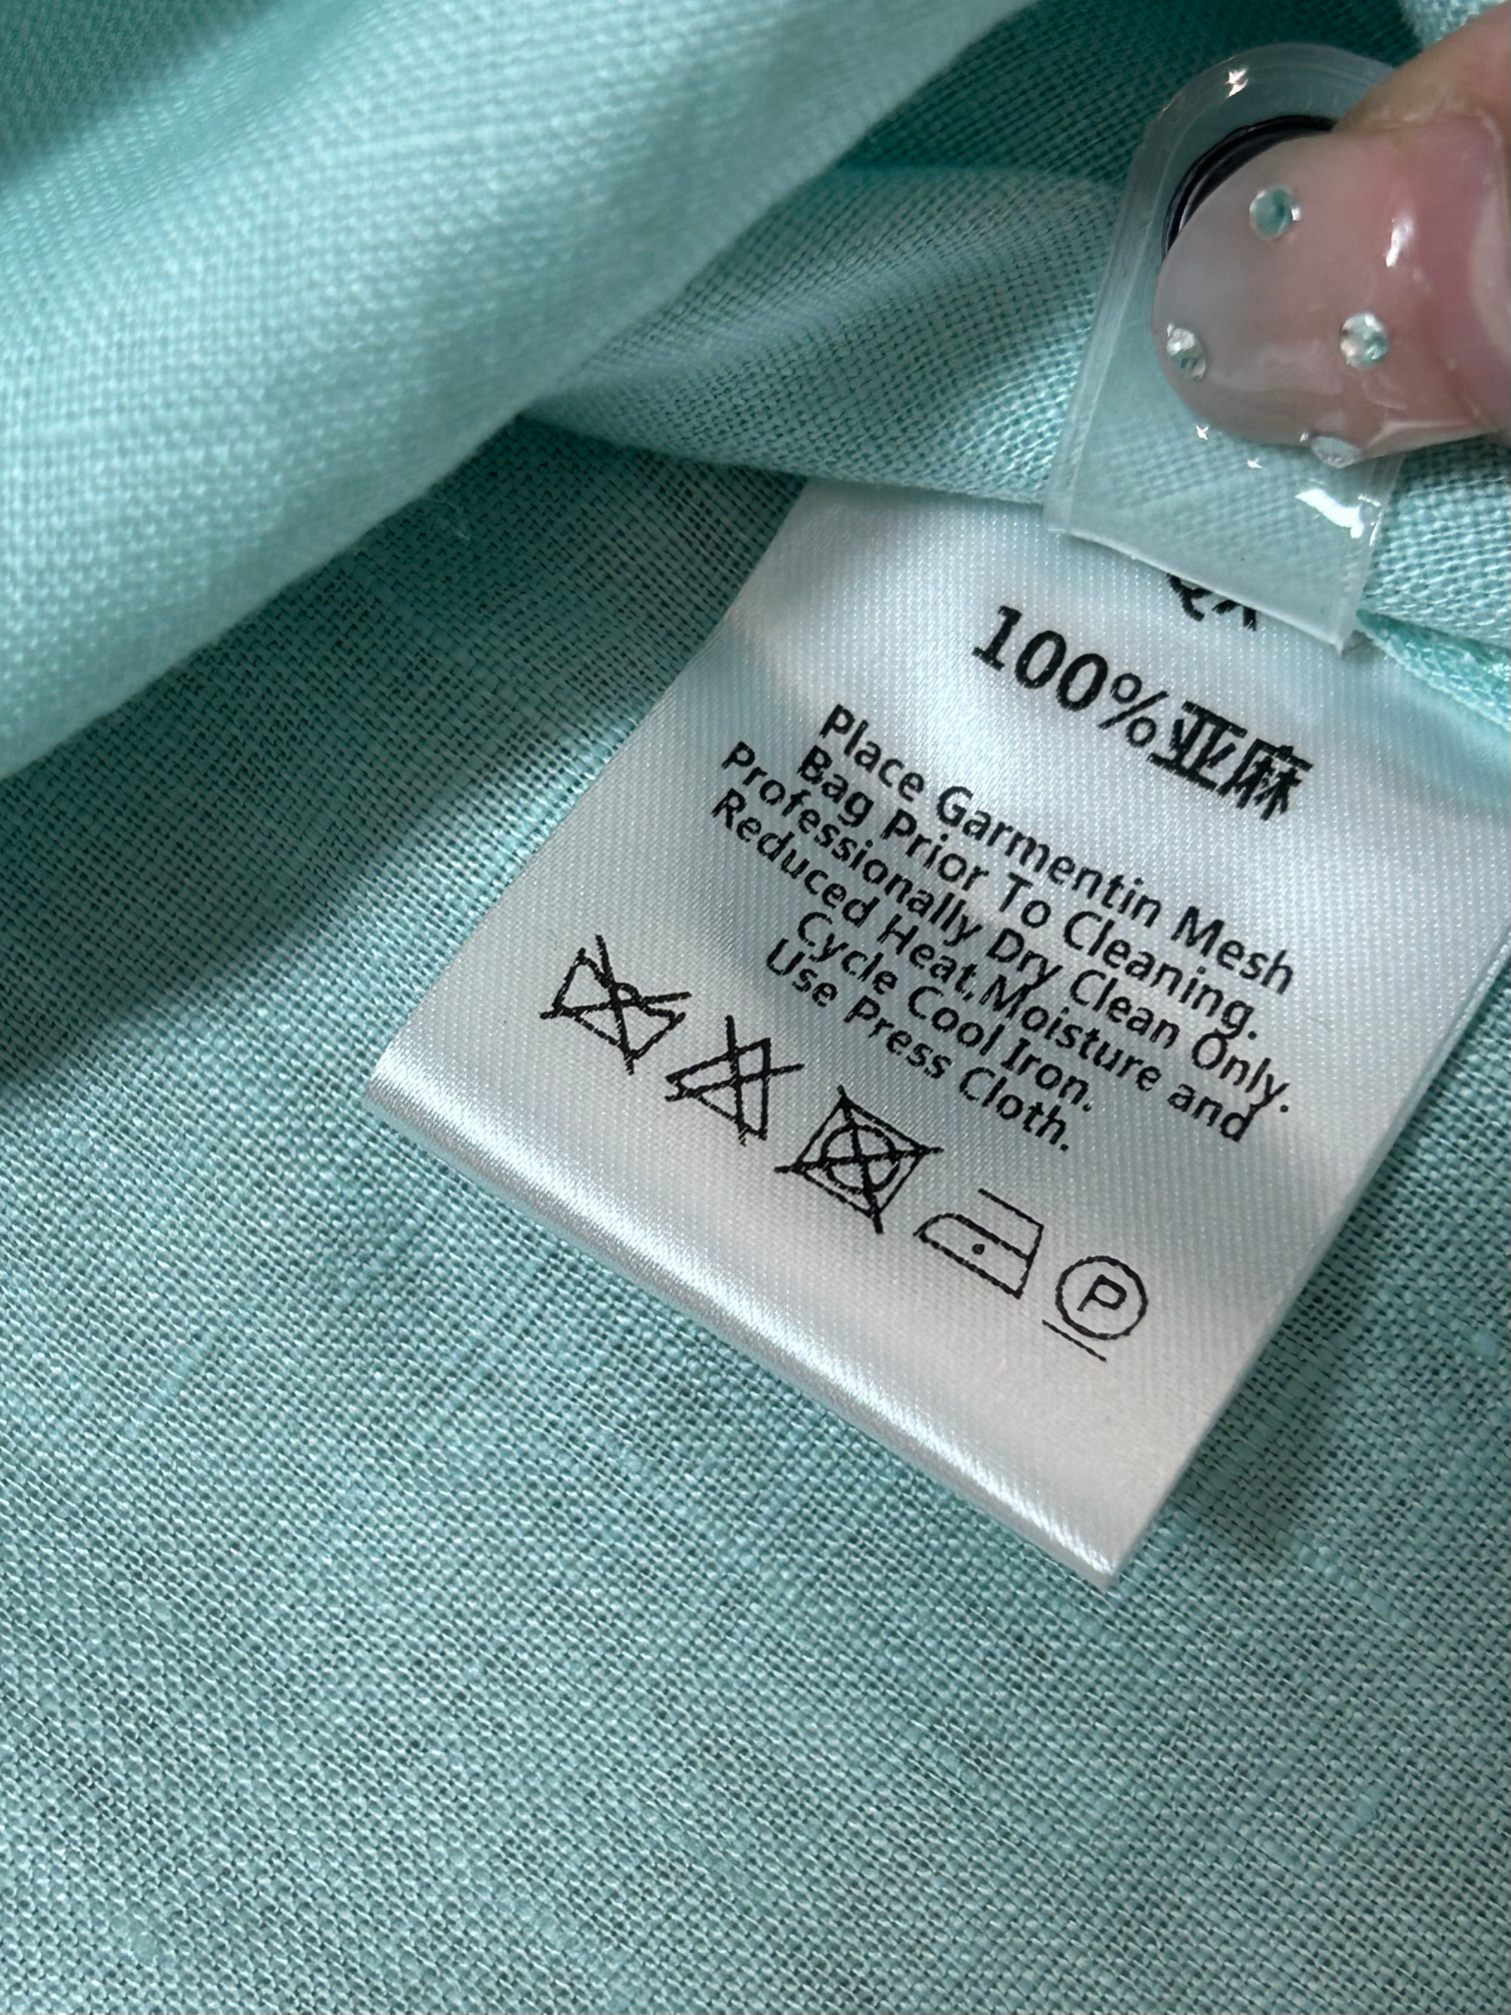 100%亚麻
Place Garmentin Mesh
Bag Prior To Cleaning.
Professionally Dry Clean Only.
Reduced Heat,Moisture and
Cycle Cool Iron.
Use Press Cloth.
P